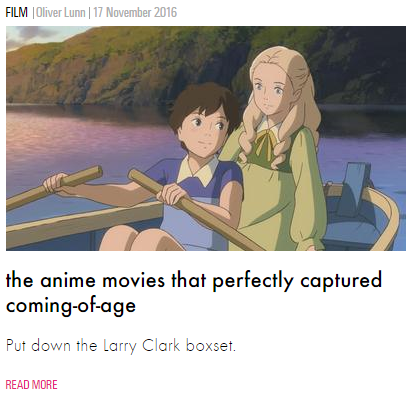 FILM | Oliver Lunn | 17 November 2016
the anime movies that perfectly captured
coming-of-age
Put down the Larry Clark boxset.
READ MORE